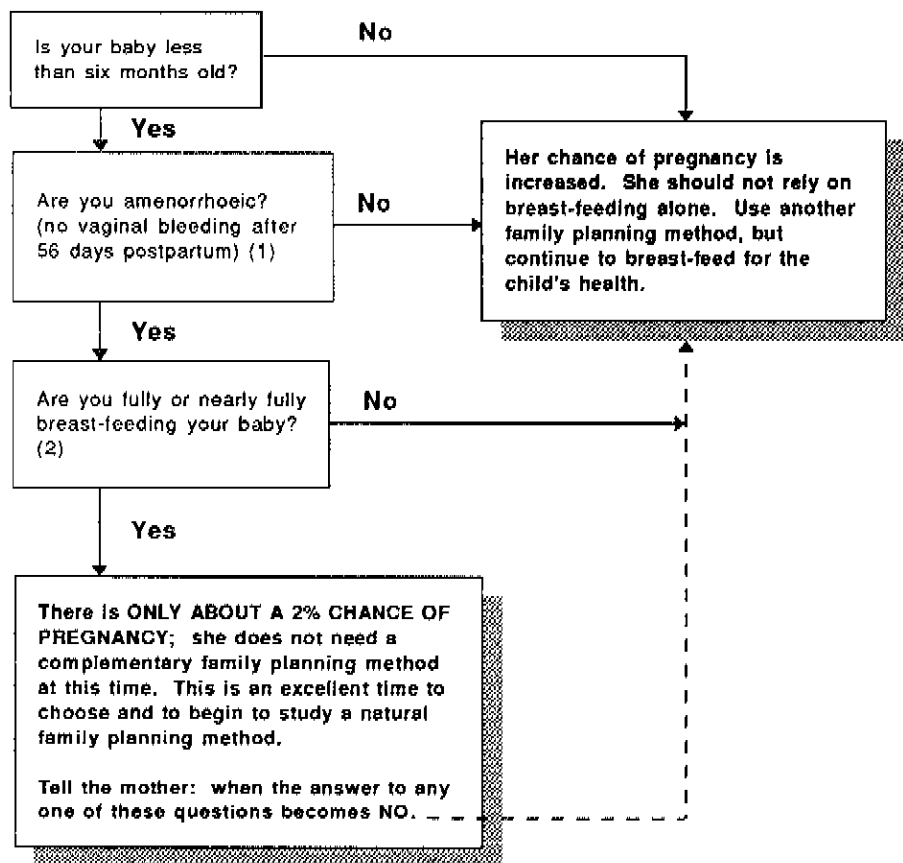 Is your baby less
than six months old?
No
Yes
Her chance of pregnancy is
increased. She should not rely on
breast-feeding alone. Use another
family planning method, but
continue to breast-feed for the
child's health.
Are you amenorrhoeic?
(no vaginal bleeding after
56 days postpartum) (1)
No
Yes
Are you fully or nearly fully
breast-feeding your baby?
(2)
No
Yes
There is ONLY ABOUT A 2% CHANCE OF
PREGNANCY; she does not need a
complementary family planning method
at this time. This is an excellent time to
choose and to begin to study a natural
family planning method.
Tell the mother: when the answer to any
one of these questions becomes NO.